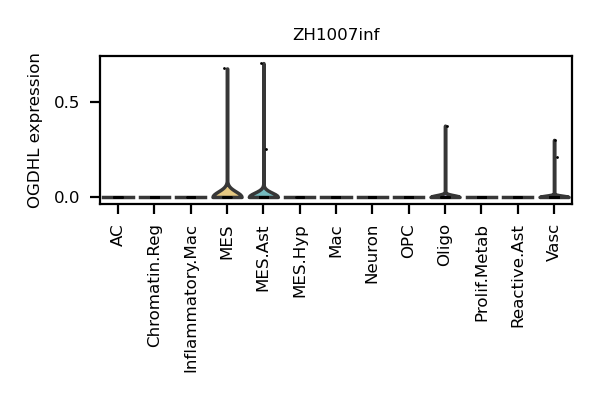 ZH1007inf
OGDHL expression
0.5
0.0
AC
Chromatin.Reg
Inflammatory.Mac
MES
MES.Ast
MES.Hyp
Mac
Neuron
OPC
Oligo
Prolif.Metab
Reactive.Ast
Vasc